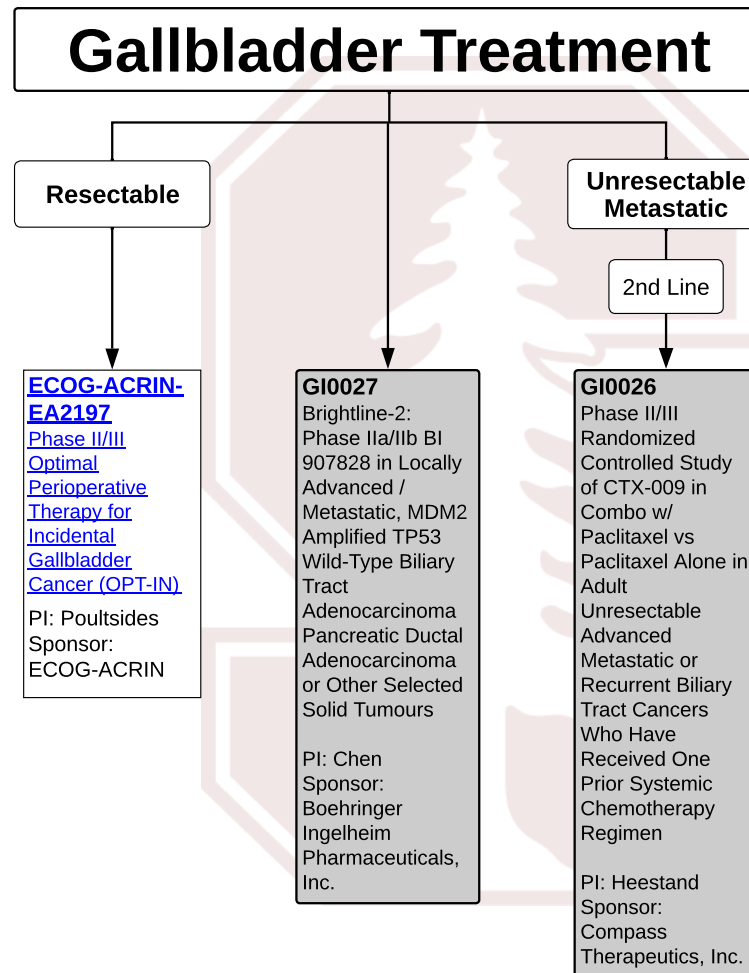 Gallbladder Treatment
Resectable
Unresectable
Metastatic
2nd Line
ECOG-ACRIN-
EA2197
Phase II/III
Optimal
Perioperative
Therapy for
Incidental
Gallbladder
Cancer (OPT-IN)
PI: Poultsides
Sponsor:
ECOG-ACRIN
GI0027
Brightline-2:
Phase IIa/IIb BI
907828 in Locally
Advanced /
Metastatic, MDM2
Amplified TP53
Wild-Type Biliary
Tract
Adenocarcinoma
Pancreatic Ductal
Adenocarcinoma
or Other Selected
Solid Tumours
PI: Chen
Sponsor:
Boehringer
Ingelheim
Pharmaceuticals,
Inc.
GI0026
Phase II/III
Randomized
Controlled Study
of CTX-009 in
Combo w/
Paclitaxel vs
Paclitaxel Alone in
Adult
Unresectable
Advanced
Metastatic or
Recurrent Biliary
Tract Cancers
Who Have
Received One
Prior Systemic
Chemotherapy
Regimen
PI: Heestand
Sponsor:
Compass
Therapeutics, Inc.